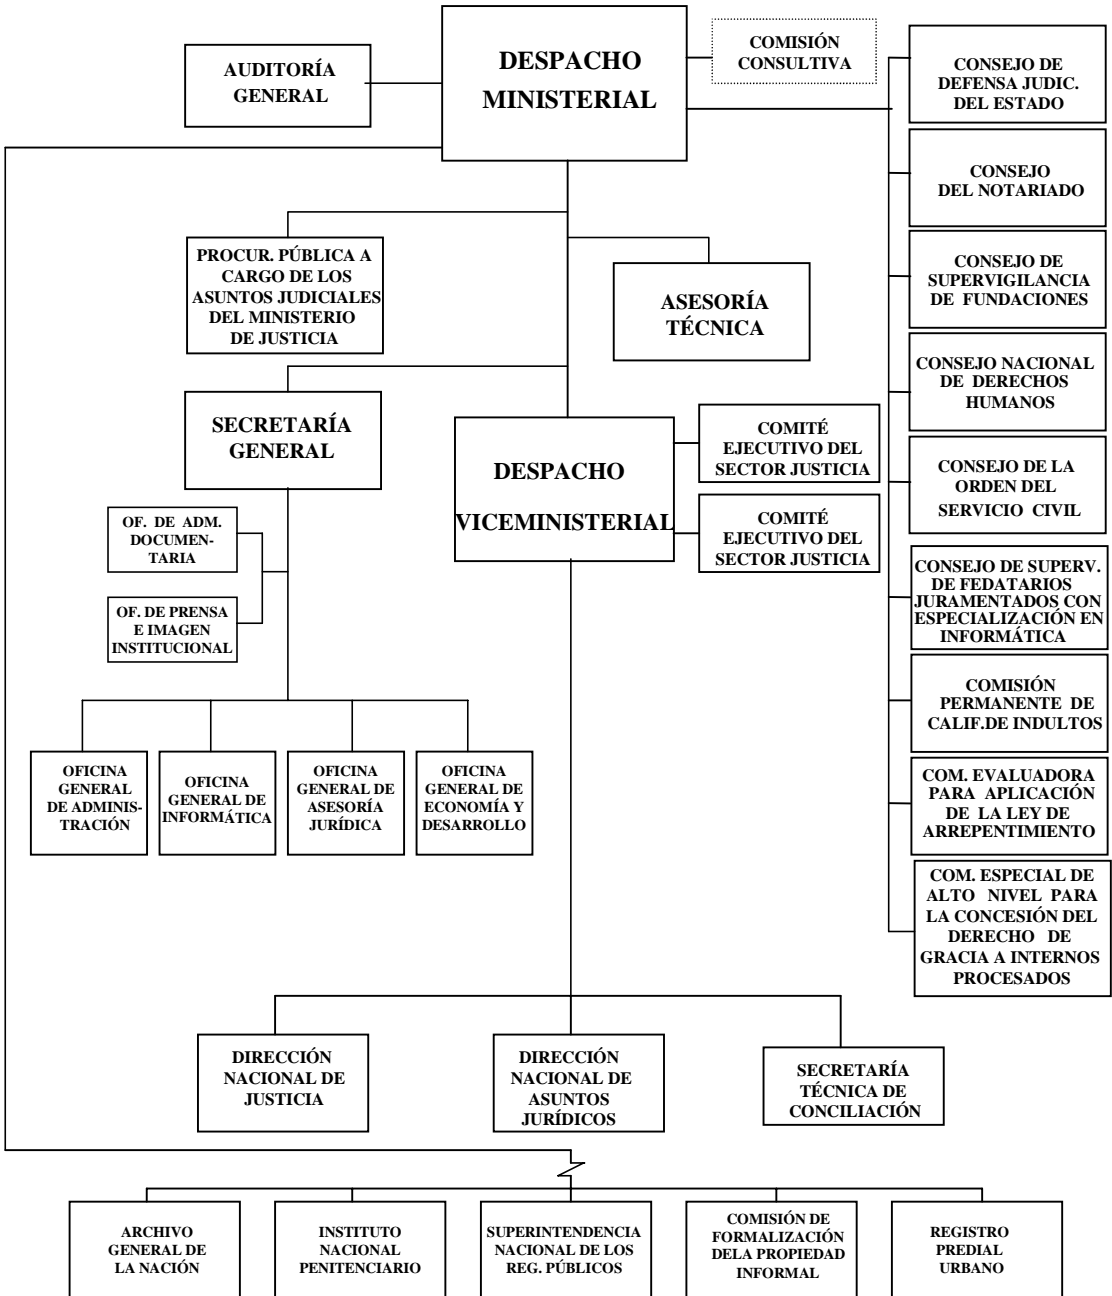 DESPACHO
MINISTERIAL
AUDITORÍA
GENERAL
COMISIÓN
CONSULTIVA
CONSEJO DE
DEFENSA JUDIC.
DEL ESTADO
CONSEJO
DEL NOTARIADO
CONSEJO DE
SUPERVIGILANCIA
DE FUNDACIONES
CONSEJO NACIONAL
DE DERECHOS
HUMANOS
CONSEJO DE LA
ORDEN DEL
SERVICIO CIVIL
CONSEJO DE SUPERV.
DE FEDATARIOS
JURAMENTADOS CON
ESPECIALIZACIÓN EN
INFORMÁTICA
COMISIÓN
PERMANENTE DE
CALIF.DE INDULTOS
COM. EVALUADORA
PARA APLICACIÓN
DE LA LEY DE
ARREPENTIMIENTO
COM. ESPECIAL DE
ALTO NIVEL PARA
LA CONCESIÓN DEL
DERECHO DE
GRACIA A INTERNOS
PROCESADOS
PROCUR. PÚBLICA A
CARGO DE LOS
ASUNTOS JUDICIALES
DEL MINISTERIO
DE JUSTICIA
ASESORÍA
TÉCNICA
SECRETARÍA
GENERAL
DESPACHO
VICEMINISTERIAL
COMITÉ
EJECUTIVO DEL
SECTOR JUSTICIA
COMITÉ
EJECUTIVO DEL
SECTOR JUSTICIA
OF. DE ADM.
DOCUMEN-
TARIA
OF. DE PRENSA
E IMAGEN
INSTITUCIONAL
OFICINA
GENERAL
DE ADMINIS-
TRACIÓN
OFICINA
GENERAL DE
INFORMÁTICA
OFICINA
GENERAL DE
ASESORÍA
JURÍDICA
OFICINA
GENERAL DE
ECONOMÍA Y
DESARROLLO
DIRECCIÓN
NACIONAL DE
JUSTICIA
DIRECCIÓN
NACIONAL DE
ASUNTOS
JURÍDICOS
SECRETARÍA
TÉCNICA DE
CONCILIACIÓN
ARCHIVO
GENERAL DE
LA NACIÓN
INSTITUTO
NACIONAL
PENITENCIARIO
SUPERINTENDENCIA
NACIONAL DE LOS
REG. PÚBLICOS
COMISIÓN DE
FORMALIZACIÓN
DELA PROPIEDAD
INFORMAL
REGISTRO
PREDIAL
URBANO